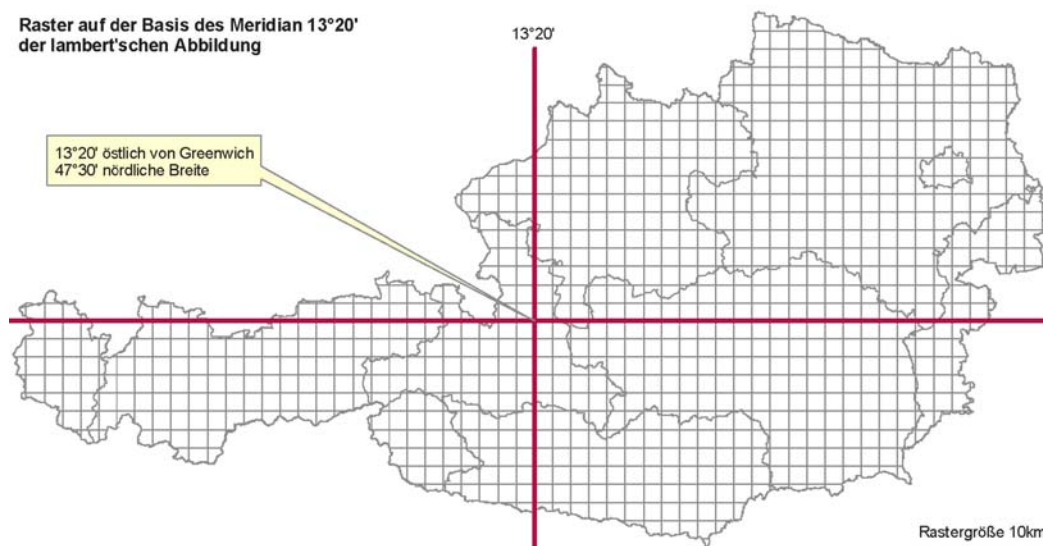 Raster auf der Basis des Meridian 13°20'
der lambert'schen Abbildung
13°20'
13°20' östlich von Greenwich
47°30' nördliche Breite
Rastergröße 10km